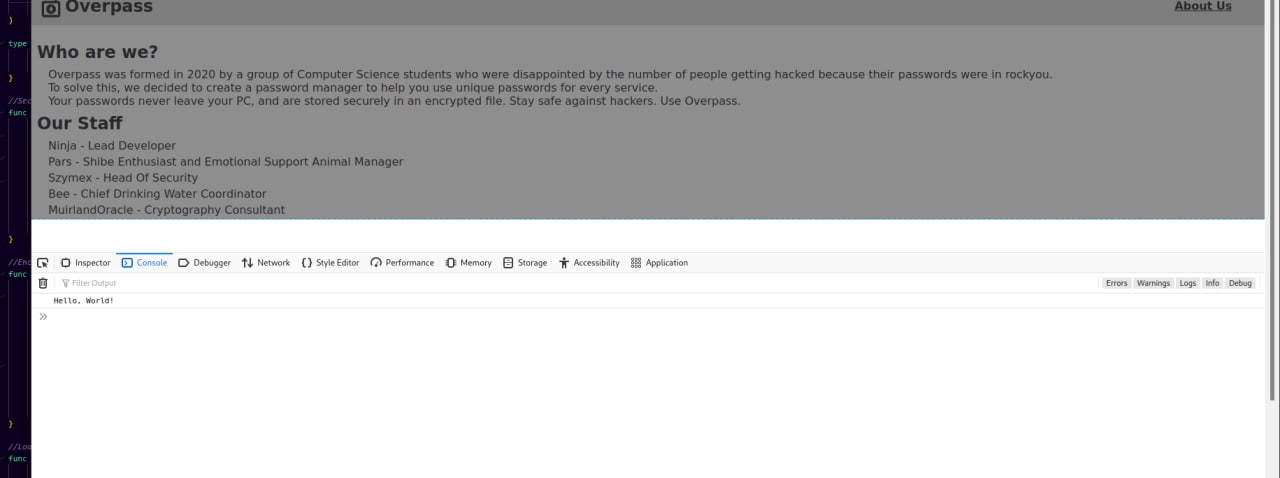 Overpass
About Us
)
type
}
//Sec
func
}
//Enc
func
}
//Loa
func
Who are we?
Overpass was formed in 2020 by a group of Computer Science students who were disappointed by the number of people getting hacked because their passwords were in rockyou.
To solve this, we decided to create a password manager to help you use unique passwords for every service.
Your passwords never leave your PC, and are stored securely in an encrypted file. Stay safe against hackers. Use Overpass.
Our Staff
Ninja - Lead Developer
Pars - Shibe Enthusiast and Emotional Support Animal Manager
Szymex - Head Of Security
Bee - Chief Drinking Water Coordinator
MuirlandOracle - Cryptography Consultant
Inspector Console Debugger Network Style Editor Performance Memory Storage Accessibility Application
Filter Output Errors Warnings Logs Info Debug
Hello, World!